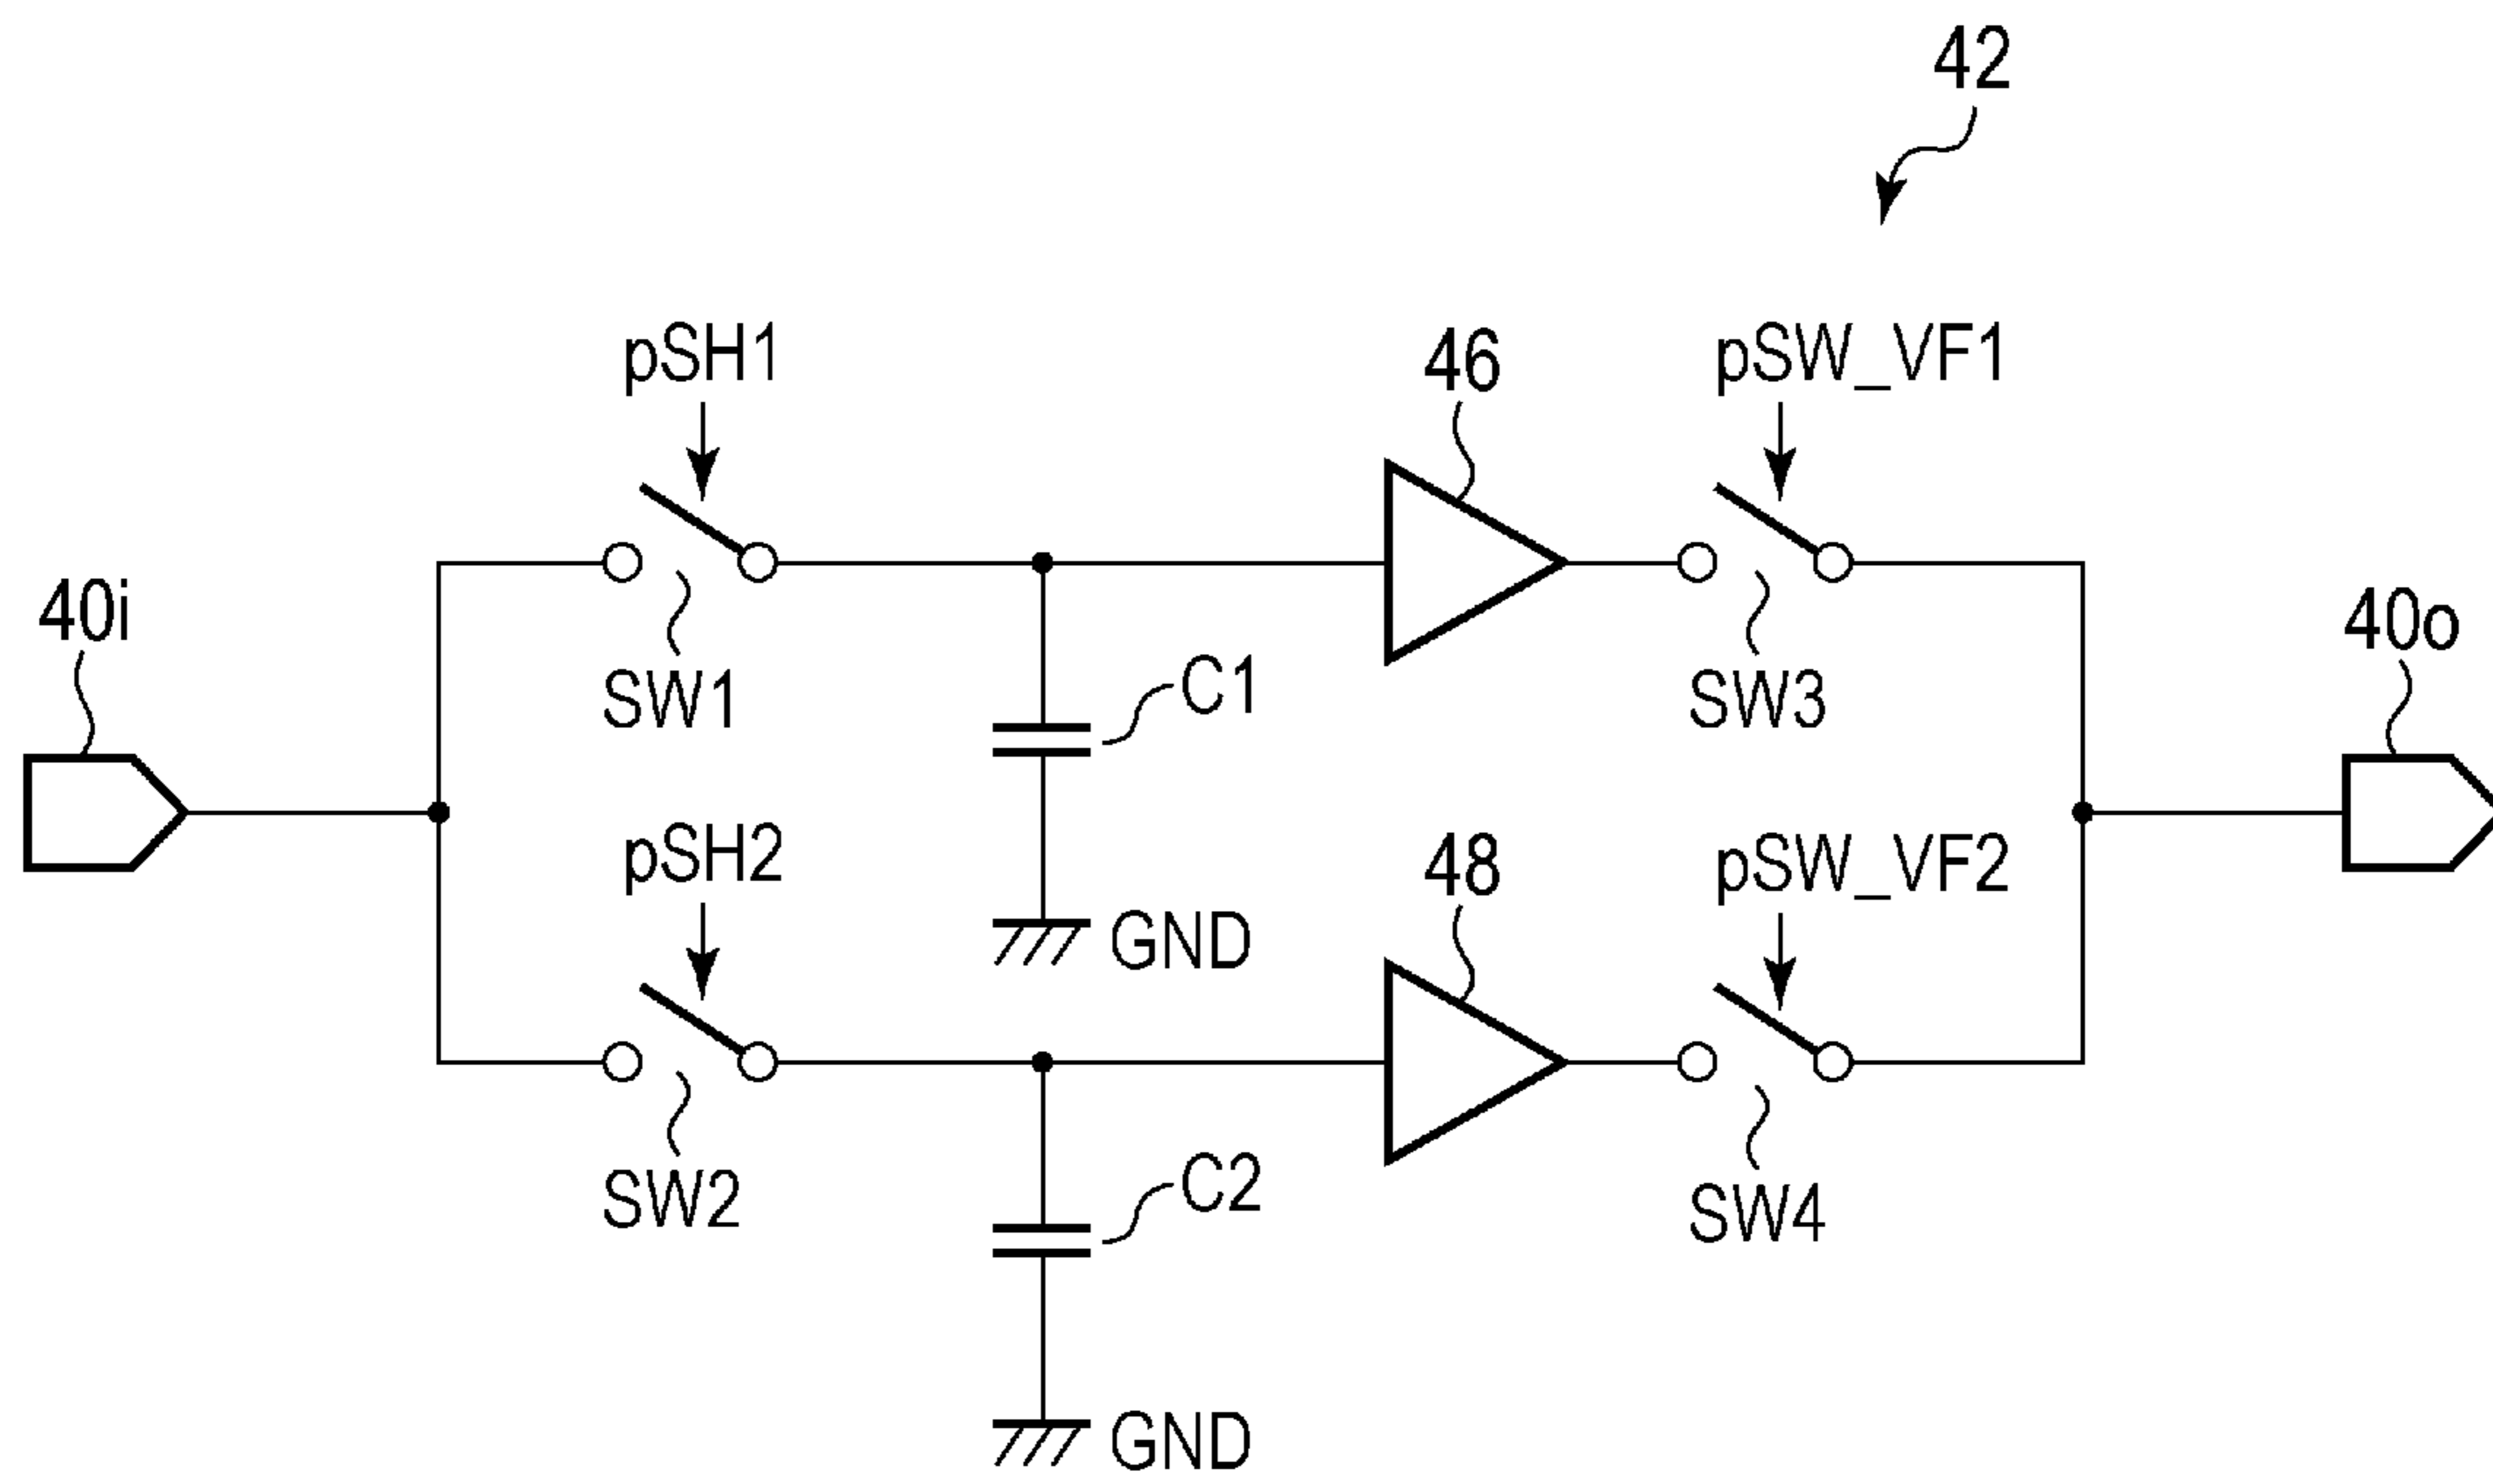 42
pSH1
46
pSW_VF1
40i
SW1
C1
SW3
40o
pSH2
GND
48
pSW_VF2
SW2
C2
SW4
GND